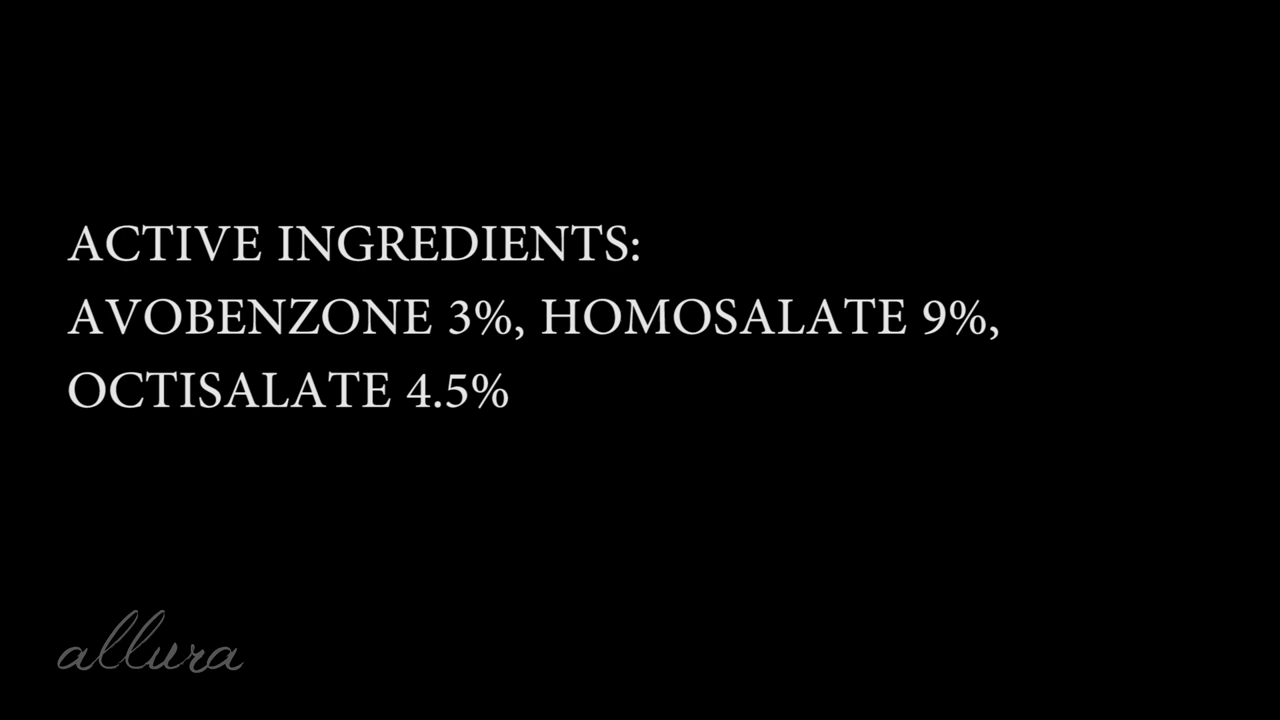 ACTIVE INGREDIENTS:
AVOBENZONE 3%, HOMOSALATE 9%,
OCTISALATE 4.5%
allura